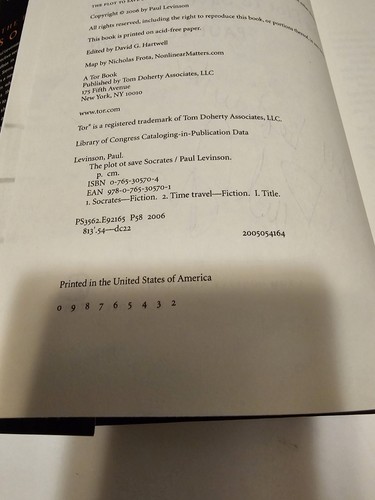 THE PLOT TO
Copyright © 2006 by Paul Levinson
All rights reserved, including the right to reproduce this book, or portions
This book is printed on acid-free paper.
Edited by David G. Hartwell
Map by Nicholas Frota, NonlinearMatters.com
A Tor Book
Published by Tom Doherty Associates, LLC
175 Fifth Avenue
New York, NY 10010
www.tor.com
Tor® is a registered trademark of Tom Doherty Associates, LLC.
Library of Congress Cataloging-in-Publication Data
Levinson, Paul.
The plot ot save Socrates / Paul Levinson.
p. cm.
ISBN 0-765-30570-4
EAN 978-0-765-30570-1
1. Socrates—Fiction. 2. Time travel—Fiction. I. Title.
PS3562.E92165 P58 2006
813'.54—dc22
2005054164
Printed in the United States of America
0 9 8 7 6 5 4 3 2